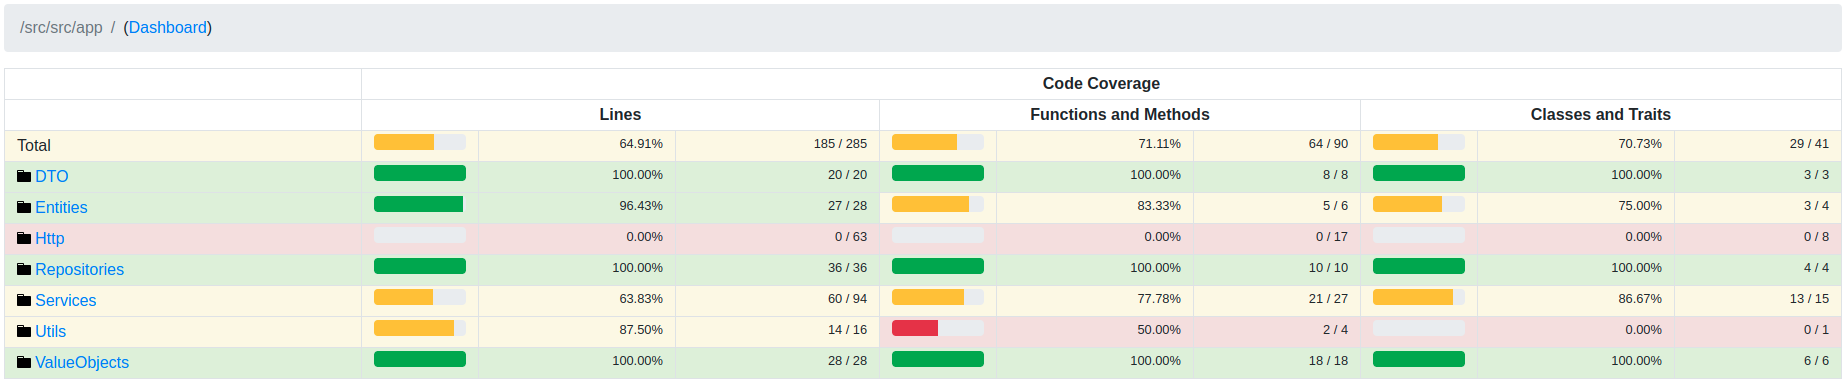 /src/src/app / (Dashboard)
Code Coverage
Lines Functions and Methods Classes and Traits
Total 64.91% 185 / 285 71.11% 64 / 90 70.73% 29 / 41
DTO 100.00% 20 / 20 100.00% 8 / 8 100.00% 3 / 3
Entities 96.43% 27 / 28 83.33% 5 / 6 75.00% 3 / 4
Http 0.00% 0 / 63 0.00% 0 / 17 0.00% 0 / 8
Repositories 100.00% 36 / 36 100.00% 10 / 10 100.00% 4 / 4
Services 63.83% 60 / 94 77.78% 21 / 27 86.67% 13 / 15
Utils 87.50% 14 / 16 50.00% 2 / 4 0.00% 0 / 1
ValueObjects 100.00% 28 / 28 100.00% 18 / 18 100.00% 6 / 6